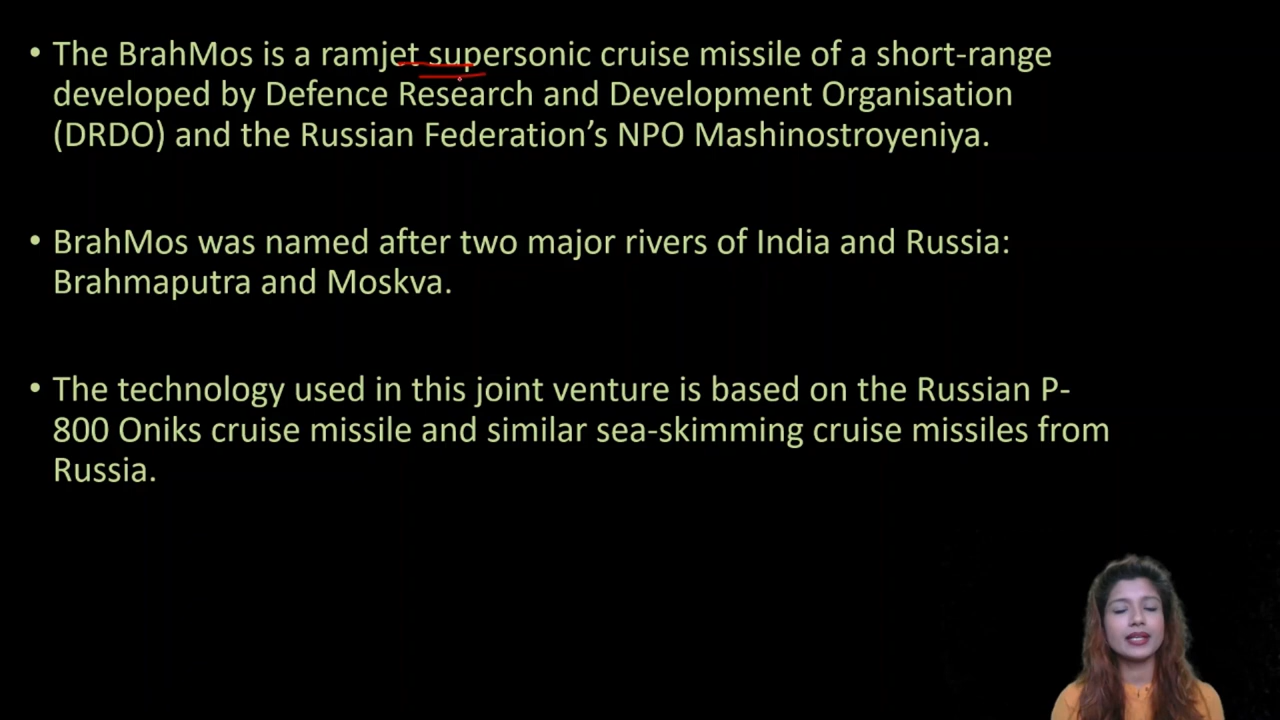 • The BrahMos is a ramjet supersonic cruise missile of a short-range
developed by Defence Research and Development Organisation
(DRDO) and the Russian Federation’s NPO Mashinostroyeniya.
• BrahMos was named after two major rivers of India and Russia:
Brahmaputra and Moskva.
• The technology used in this joint venture is based on the Russian P-
800 Oniks cruise missile and similar sea-skimming cruise missiles from
Russia.